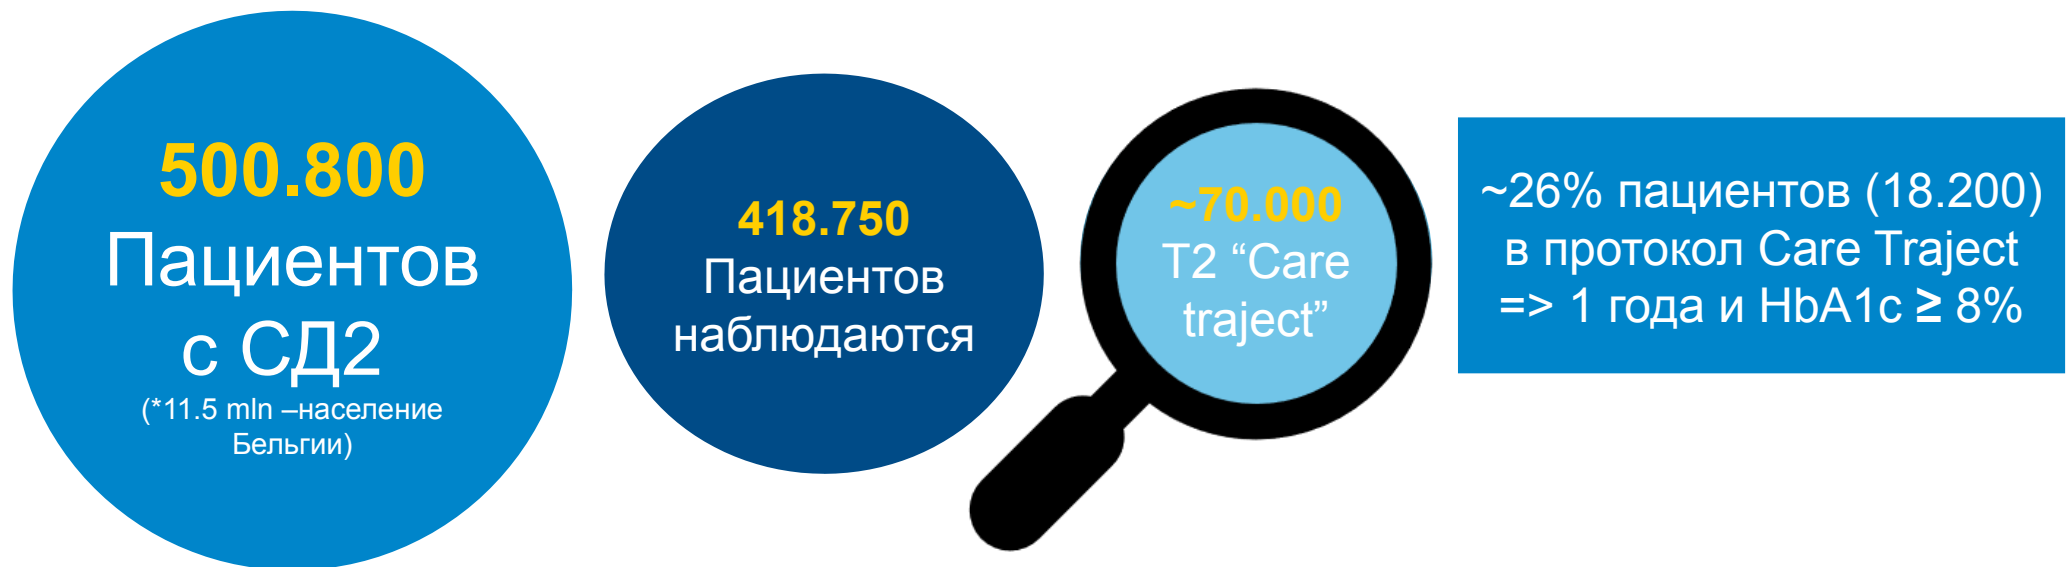 500.800
Пациентов
с СД2
(*11.5 mln –население
Бельгии)
418.750
Пациентов
наблюдаются
~70.000
T2 “Care
traject”
~26% пациентов (18.200)
в протокол Care Traject
=> 1 года и HbA1c ≥ 8%